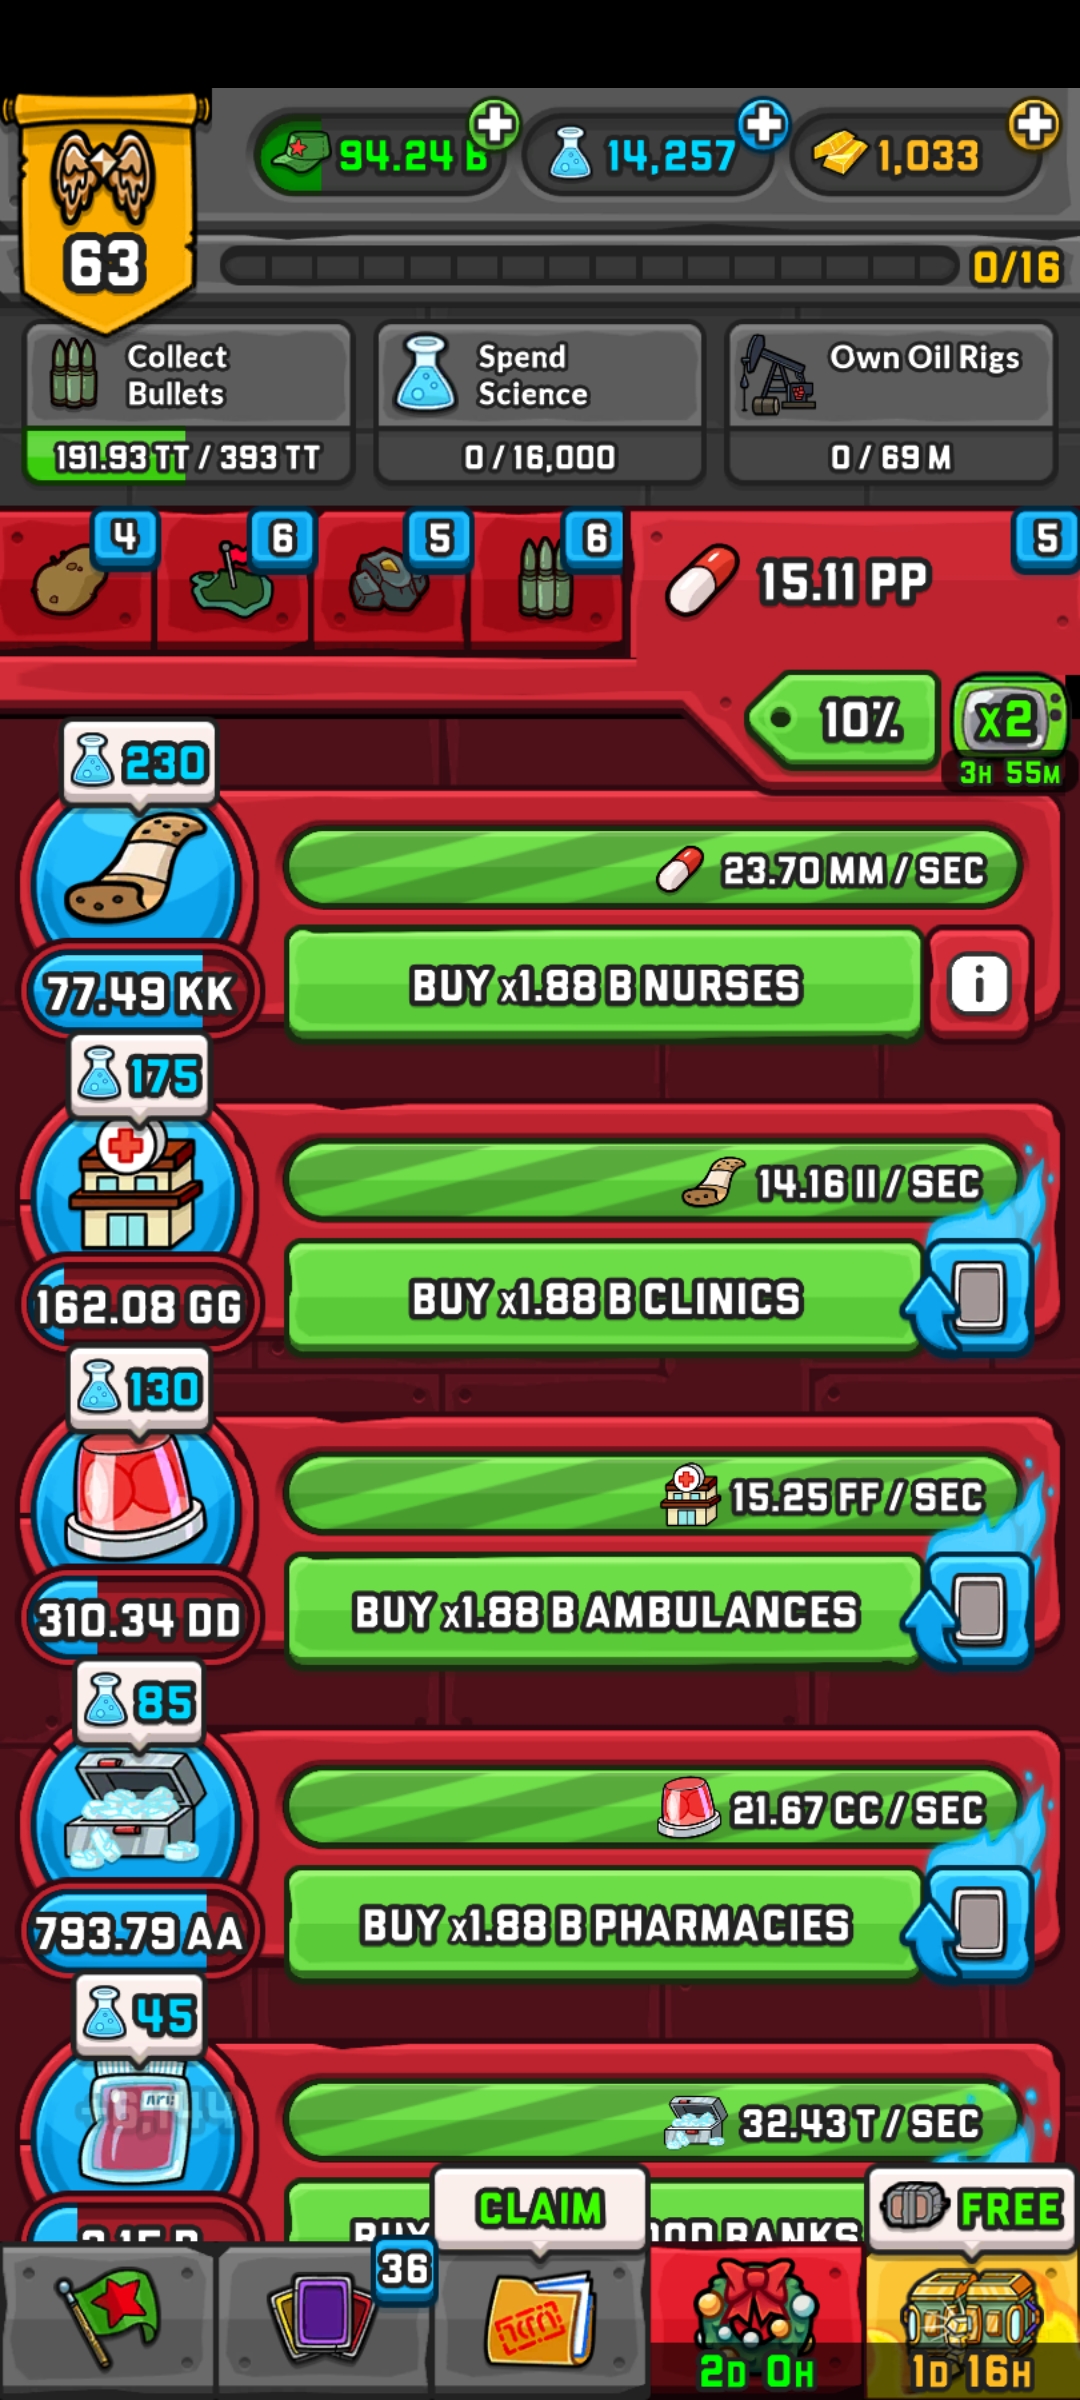 94.24 B
14,257
1,033
63
0/16
Collect
Bullets
Spend
Science
Own Oil Rigs
191.93 TT / 393 TT
0 / 16,000
0 / 69 M
4
6
5
6
5
15.11 PP
10%
x2
3H 55M
230
23.70 MM / SEC
BUY x1.88 B NURSES
i
77.49 KK
175
14.16 II / SEC
BUY x1.88 B CLINICS
162.08 GG
130
15.25 FF / SEC
BUY x1.88 B AMBULANCES
310.34 DD
85
21.67 CC / SEC
BUY x1.88 B PHARMACIES
793.79 AA
45
32.43 T / SEC
BUY
BANKS
CLAIM
FREE
36
2D 0H
1D 16H